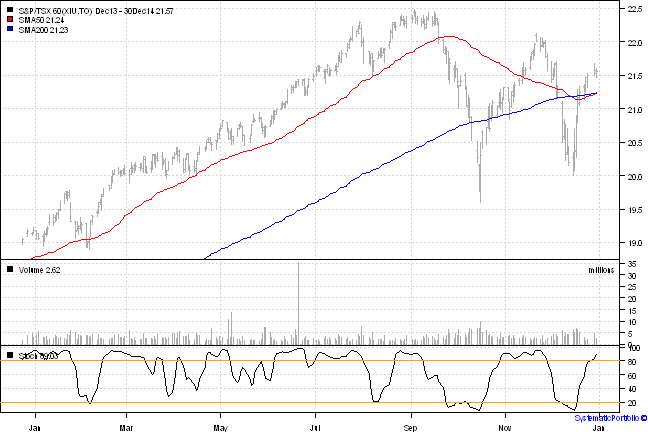 S&P/TSX 60(XIU.TO) Dec13 - 30Dec14 21.57
SMA50 21.24
SMA200 21.23
22.5
22.0
21.5
21.0
20.5
20.0
19.5
19.0
Volume 2.62
millions
35
30
25
20
15
10
5
100
80
60
40
20
Jan Mar May Jul Sep Nov Jan
SystematicPortfolio ©